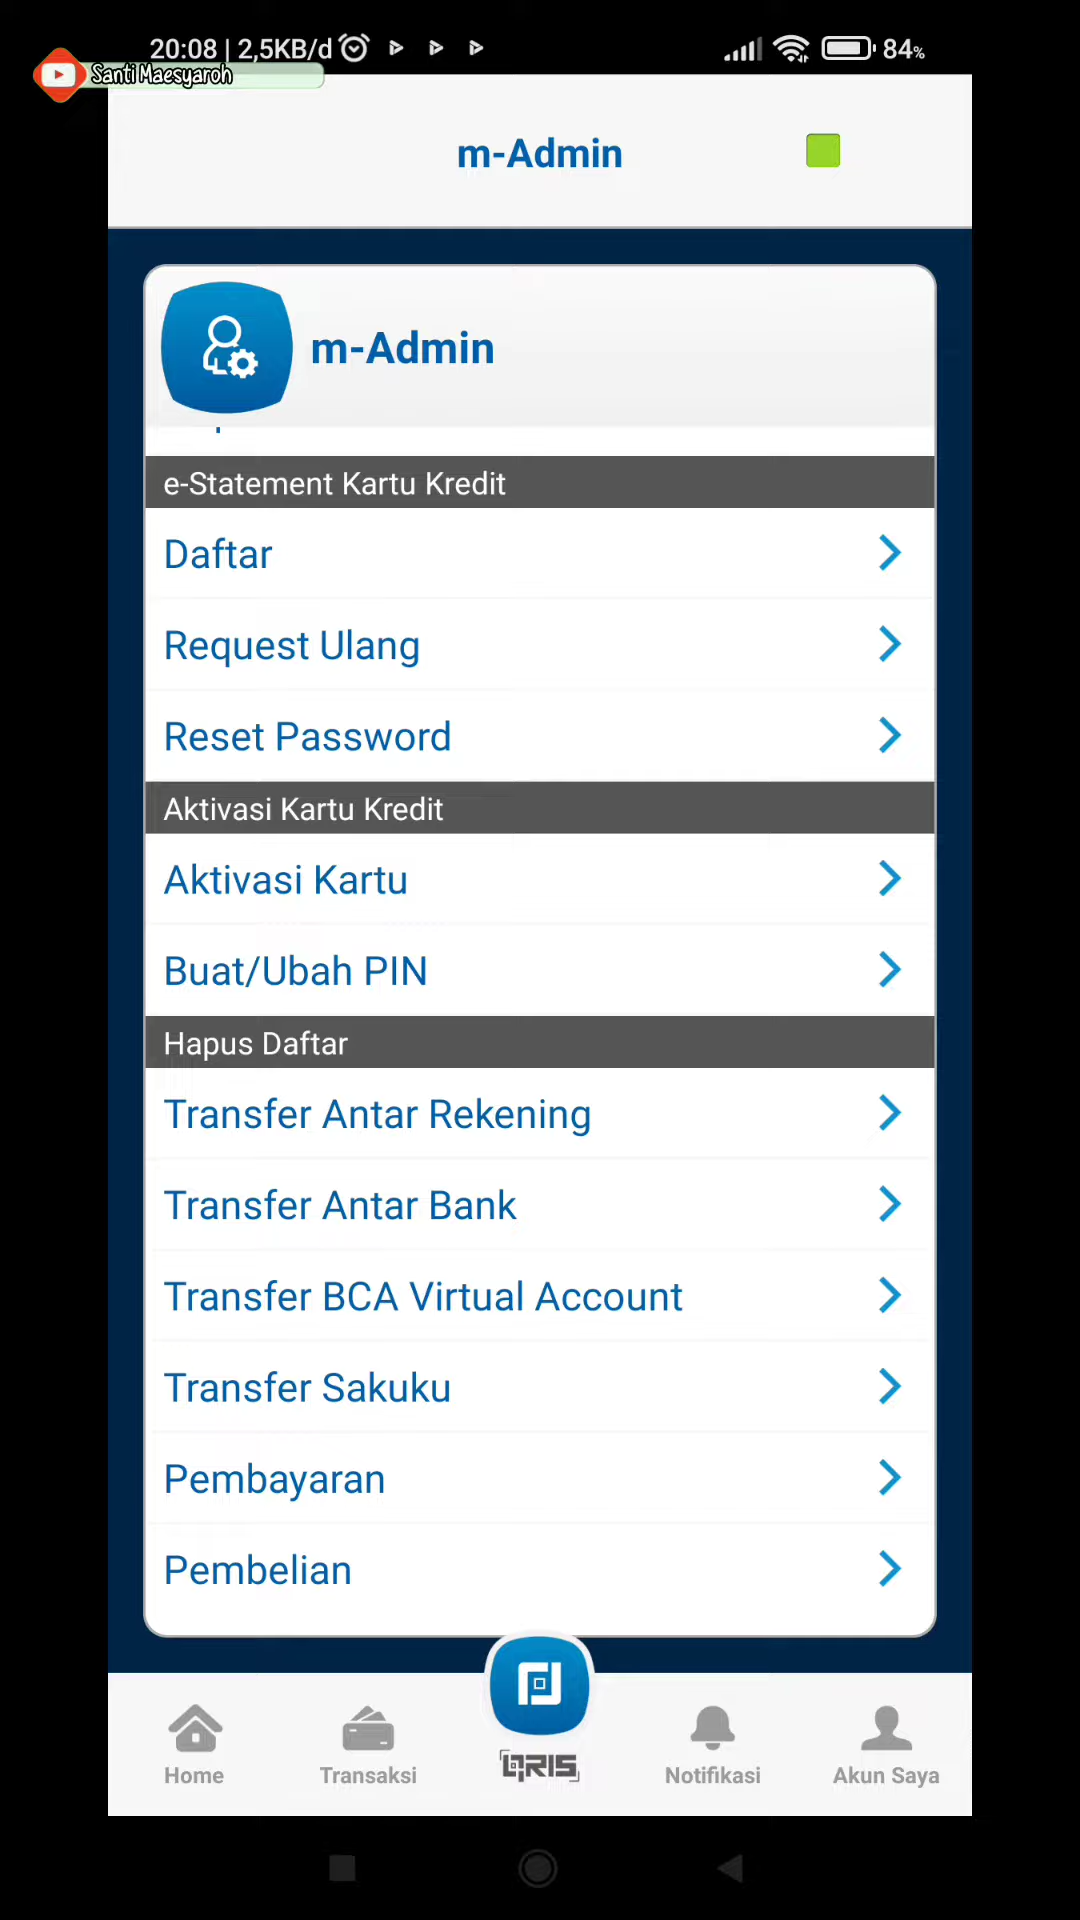 20:08 | 2,5KB/d
84%
Santi Maesyaroh
m-Admin
m-Admin
e-Statement Kartu Kredit
Daftar
Request Ulang
Reset Password
Aktivasi Kartu Kredit
Aktivasi Kartu
Buat/Ubah PIN
Hapus Daftar
Transfer Antar Rekening
Transfer Antar Bank
Transfer BCA Virtual Account
Transfer Sakuku
Pembayaran
Pembelian
Home
Transaksi
QRIS
Notifikasi
Akun Saya